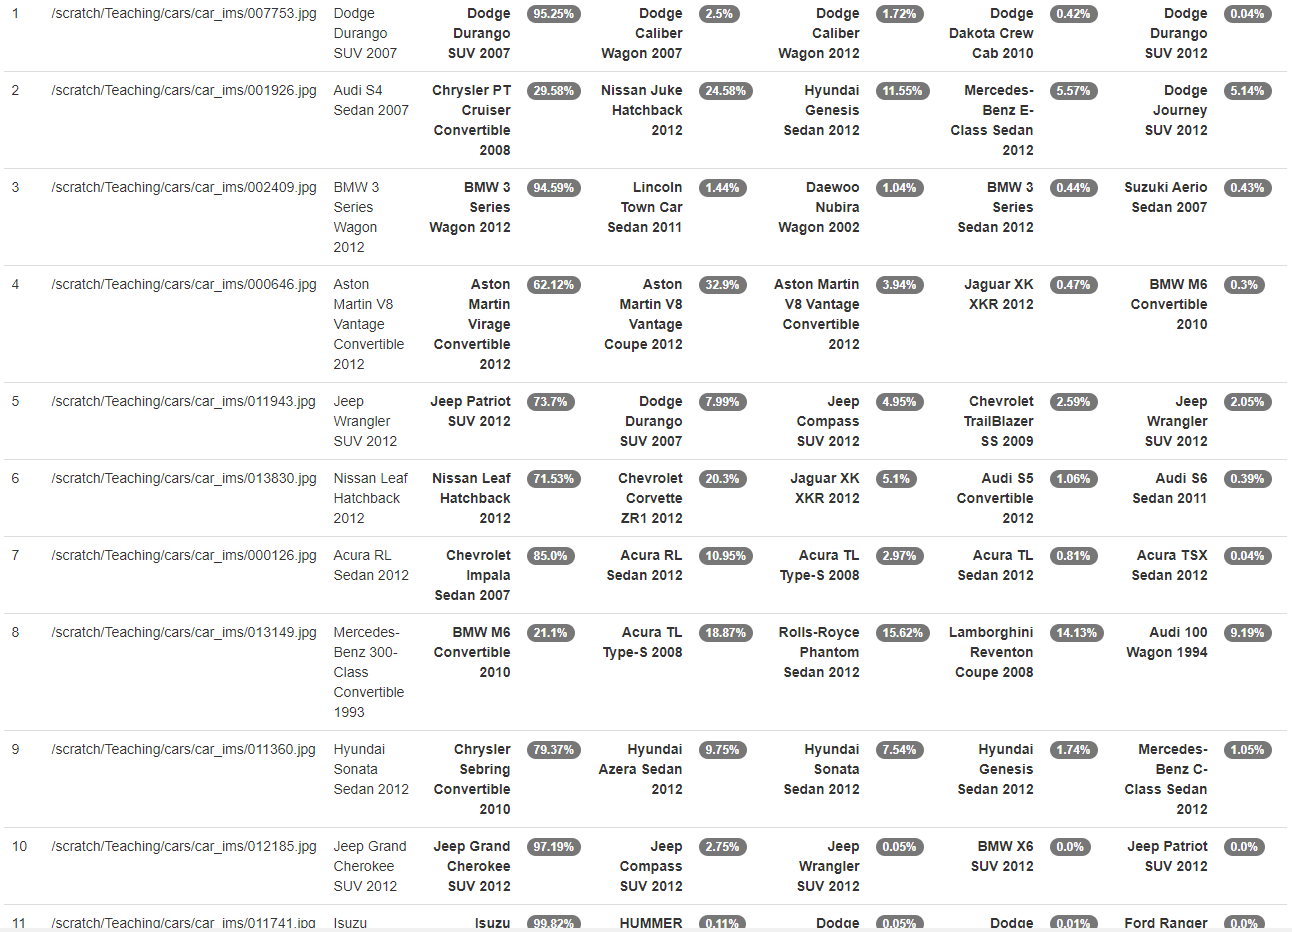 1 /scratch/Teaching/cars/car_ims/007753.jpg Dodge Dodge 95.25% Dodge 2.5% Dodge 1.72% Dodge 0.42% Dodge 0.04%
Durango Durango Caliber Caliber Dakota Crew Durango
SUV 2007 SUV 2007 Wagon 2007 Wagon 2012 Cab 2010 SUV 2012
2 /scratch/Teaching/cars/car_ims/001926.jpg Audi S4 Chrysler PT 29.58% Nissan Juke 24.58% Hyundai 11.55% Mercedes- 5.57% Dodge 5.14%
Sedan 2007 Cruiser Hatchback Genesis Benz E- Journey
Convertible 2012 Sedan 2012 Class Sedan SUV 2012
2008 2012
3 /scratch/Teaching/cars/car_ims/002409.jpg BMW 3 BMW 3 94.59% Lincoln 1.44% Daewoo 1.04% BMW 3 0.44% Suzuki Aerio 0.43%
Series Series Town Car Nubira Series Sedan 2007
Wagon Wagon 2012 Sedan 2011 Wagon 2002 Sedan 2012
2012
4 /scratch/Teaching/cars/car_ims/000646.jpg Aston Aston 62.12% Aston 32.9% Aston Martin 3.94% Jaguar XK 0.47% BMW M6 0.3%
Martin V8 Martin Martin V8 V8 Vantage XKR 2012 Convertible
Vantage Virage Vantage Convertible 2010
Convertible Convertible Coupe 2012 2012
2012 2012
5 /scratch/Teaching/cars/car_ims/011943.jpg Jeep Jeep Patriot 73.7% Dodge 7.99% Jeep 4.95% Chevrolet 2.59% Jeep 2.05%
Wrangler SUV 2012 Durango Compass TrailBlazer Wrangler
SUV 2012 SUV 2007 SUV 2012 SS 2009 SUV 2012
6 /scratch/Teaching/cars/car_ims/013830.jpg Nissan Leaf Nissan Leaf 71.53% Chevrolet 20.3% Jaguar XK 5.1% Audi S5 1.06% Audi S6 0.39%
Hatchback Hatchback Corvette XKR 2012 Convertible Sedan 2011
2012 2012 ZR1 2012 2012
7 /scratch/Teaching/cars/car_ims/000126.jpg Acura RL Chevrolet 85.0% Acura RL 10.95% Acura TL 2.97% Acura TL 0.81% Acura TSX 0.04%
Sedan 2012 Impala Sedan 2012 Type-S 2008 Sedan 2012 Sedan 2012
Sedan 2007
8 /scratch/Teaching/cars/car_ims/013149.jpg Mercedes- BMW M6 21.1% Acura TL 18.87% Rolls-Royce 15.62% Lamborghini 14.13% Audi 100 9.19%
Benz 300- Convertible Type-S 2008 Phantom Reventon Wagon 1994
Class 2010 Sedan 2012 Coupe 2008
Convertible
1993
9 /scratch/Teaching/cars/car_ims/011360.jpg Hyundai Chrysler 79.37% Hyundai 9.75% Hyundai 7.54% Hyundai 1.74% Mercedes- 1.05%
Sonata Sebring Azera Sedan Sonata Genesis Benz C-
Sedan 2012 Convertible 2012 Sedan 2012 Sedan 2012 Class Sedan
2010 2012
10 /scratch/Teaching/cars/car_ims/012185.jpg Jeep Grand Jeep Grand 97.19% Jeep 2.75% Jeep 0.05% BMW X6 0.0% Jeep Patriot 0.0%
Cherokee Cherokee Compass Wrangler SUV 2012 SUV 2012
SUV 2012 SUV 2012 SUV 2012 SUV 2012
11 /scratch/Teaching/cars/car_ims/011741.jpg Isuzu Isuzu 99.82% HUMMER 0.11% Dodge 0.05% Dodge 0.01% Ford Ranger 0.0%